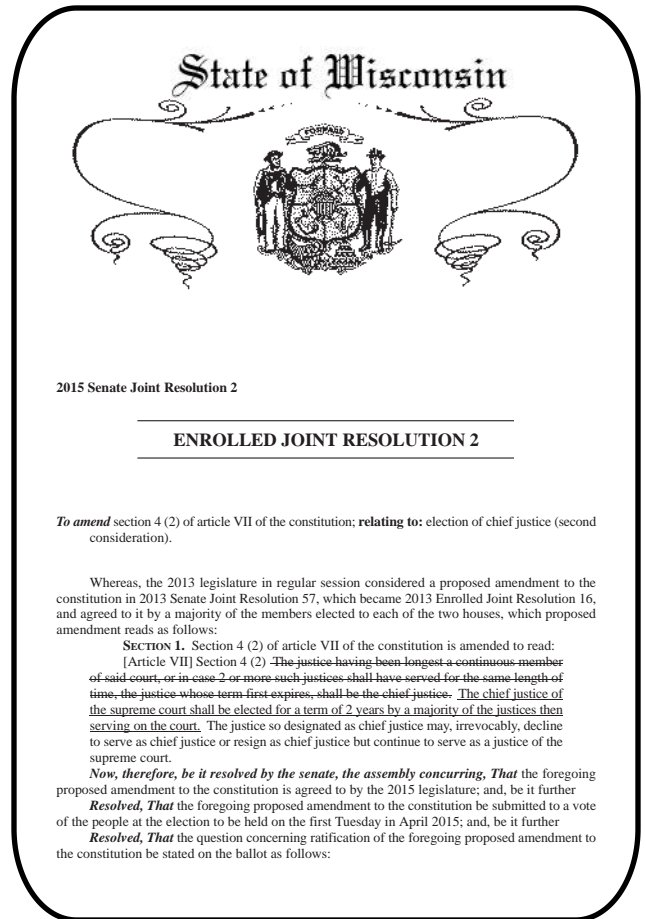 State of Wisconsin
FORWARD
2015 Senate Joint Resolution 2
ENROLLED JOINT RESOLUTION 2
To amend section 4 (2) of article VII of the constitution; relating to: election of chief justice (second
consideration).
Whereas, the 2013 legislature in regular session considered a proposed amendment to the
constitution in 2013 Senate Joint Resolution 57, which became 2013 Enrolled Joint Resolution 16,
and agreed to it by a majority of the members elected to each of the two houses, which proposed
amendment reads as follows:
SECTION 1. Section 4 (2) of article VII of the constitution is amended to read:
[Article VII] Section 4 (2) The justice having been longest a continuous member
of said court, or in case 2 or more such justices shall have served for the same length of
time, the justice whose term first expires, shall be the chief justice. The chief justice of
the supreme court shall be elected for a term of 2 years by a majority of the justices then
serving on the court. The justice so designated as chief justice may, irrevocably, decline
to serve as chief justice or resign as chief justice but continue to serve as a justice of the
supreme court.
Now, therefore, be it resolved by the senate, the assembly concurring, That the foregoing
proposed amendment to the constitution is agreed to by the 2015 legislature; and, be it further
Resolved, That the foregoing proposed amendment to the constitution be submitted to a vote
of the people at the election to be held on the first Tuesday in April 2015; and, be it further
Resolved, That the question concerning ratification of the foregoing proposed amendment to
the constitution be stated on the ballot as follows: